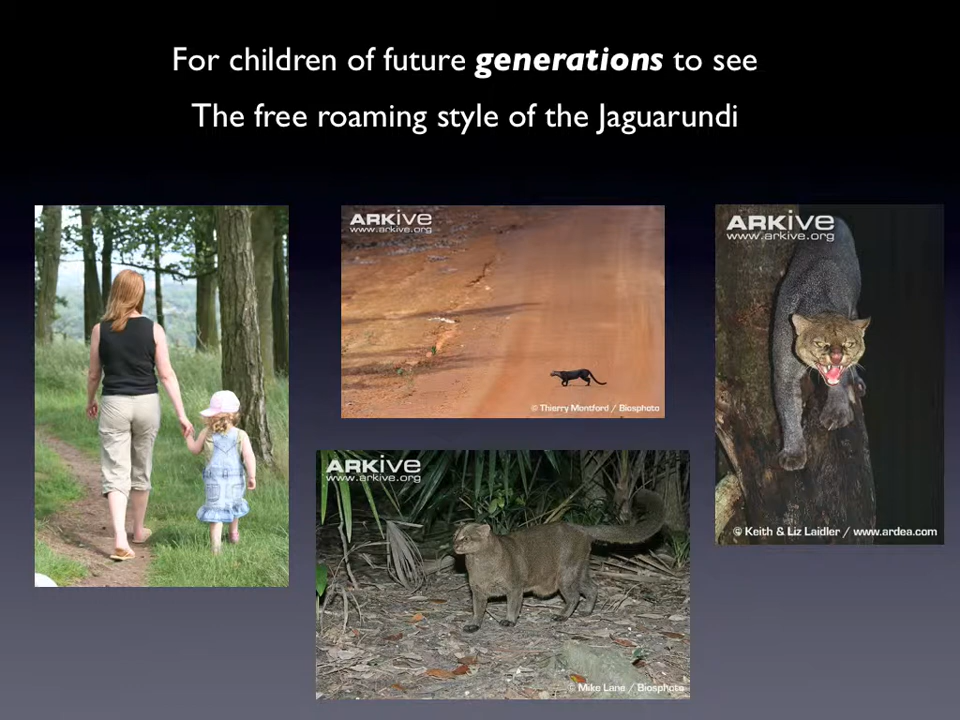 For children of future generations to see
The free roaming style of the Jaguarundi
ARKive
www.arkive.org
© Thierry Montford / Biosphoto
ARKive
www.arkive.org
© Keith & Liz Laidler / www.ardea.com
ARKive
www.arkive.org
© Mike Lane / Biosphoto